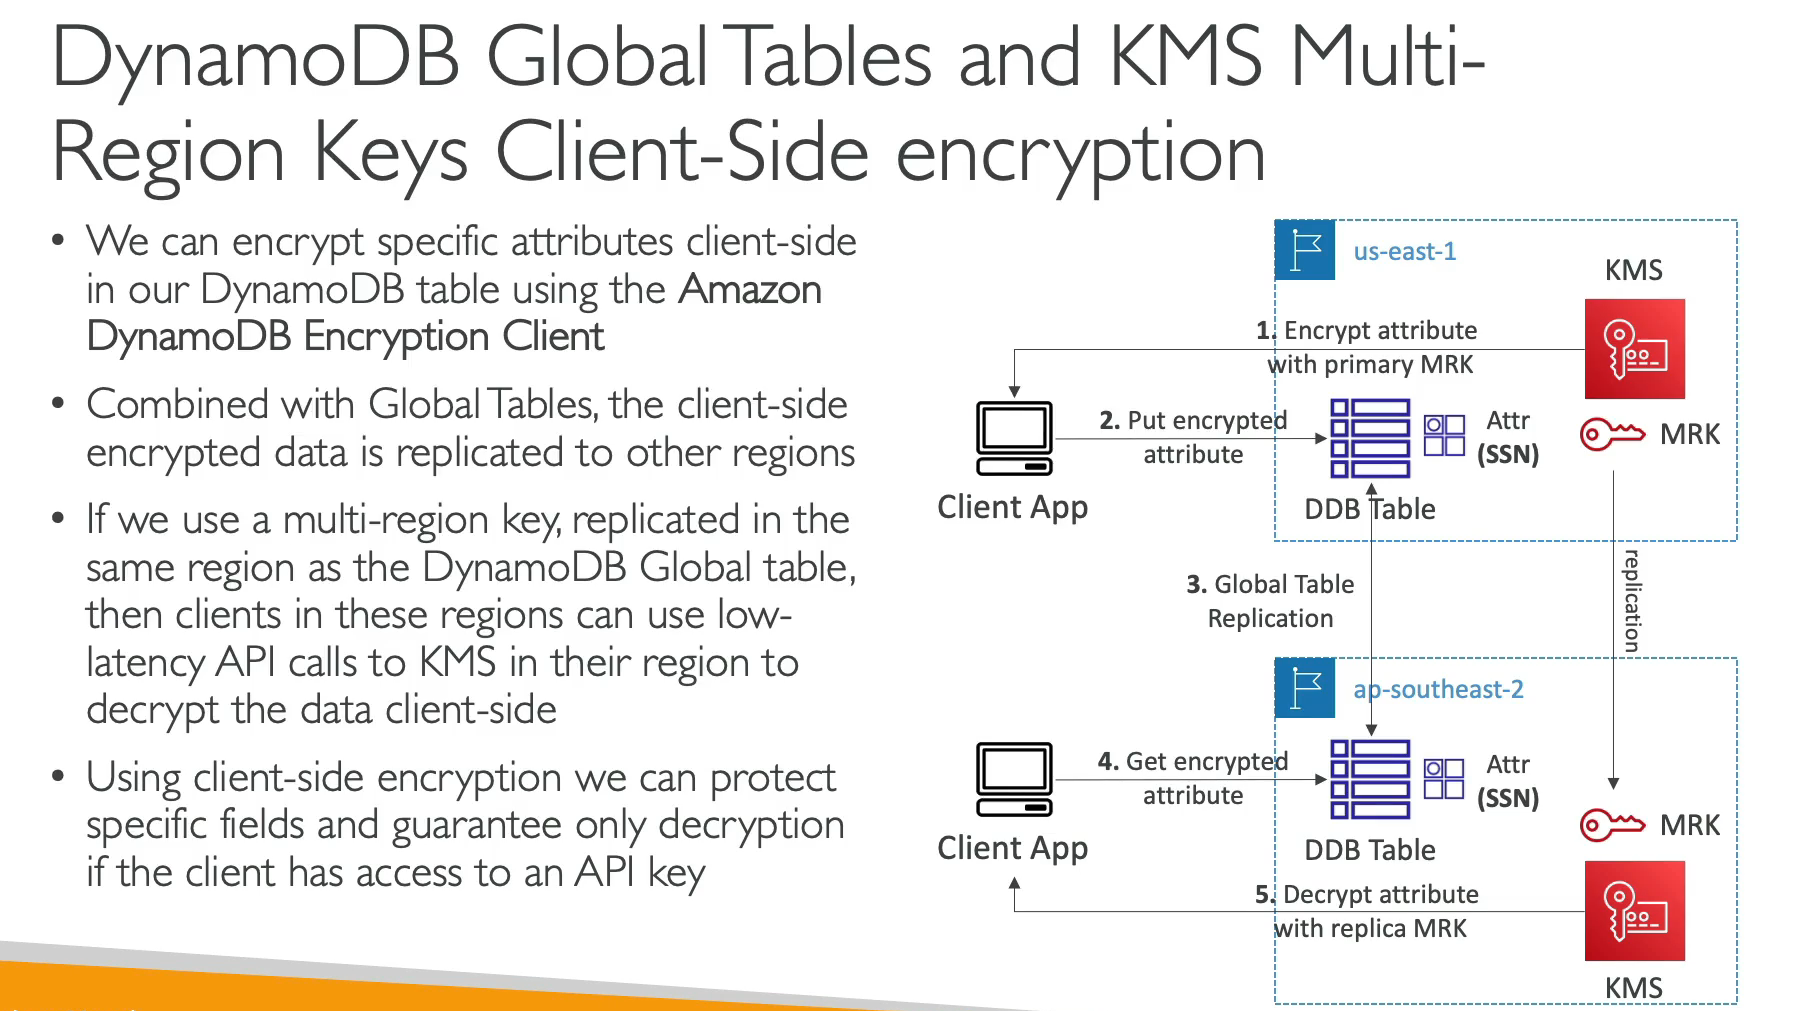 DynamoDB Global Tables and KMS Multi-
Region Keys Client-Side encryption
• We can encrypt specific attributes client-side
in our DynamoDB table using the Amazon
DynamoDB Encryption Client
• Combined with Global Tables, the client-side
encrypted data is replicated to other regions
• If we use a multi-region key, replicated in the
same region as the DynamoDB Global table,
then clients in these regions can use low-
latency API calls to KMS in their region to
decrypt the data client-side
• Using client-side encryption we can protect
specific fields and guarantee only decryption
if the client has access to an API key
us-east-1
KMS
1. Encrypt attribute
with primary MRK
2. Put encrypted
attribute
Attr
(SSN)
MRK
Client App
DDB Table
3. Global Table
Replication
replication
ap-southeast-2
4. Get encrypted
attribute
Attr
(SSN)
MRK
Client App
DDB Table
5. Decrypt attribute
with replica MRK
KMS